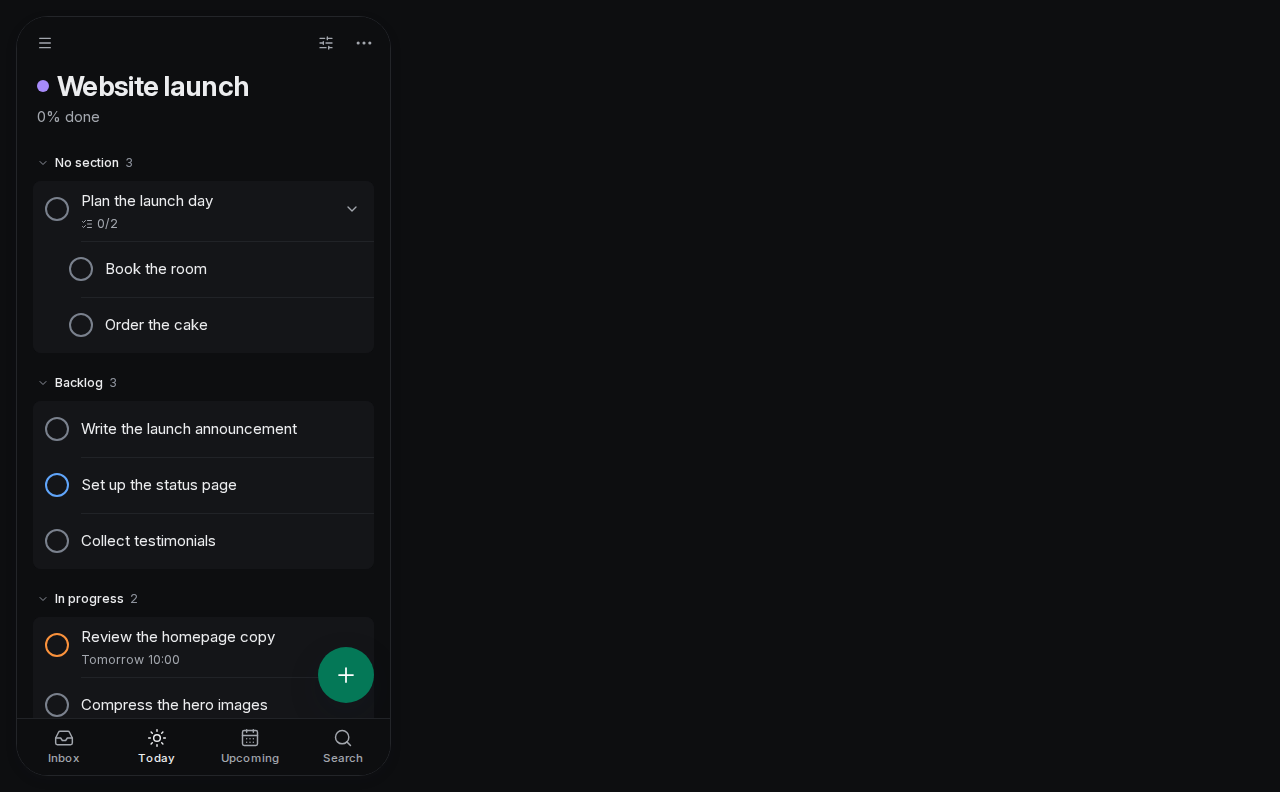 Website launch
0% done
No section 3
Plan the launch day
0/2
Book the room
Order the cake
Backlog 3
Write the launch announcement
Set up the status page
Collect testimonials
In progress 2
Review the homepage copy
Tomorrow 10:00
Compress the hero images
Inbox Today Upcoming Search